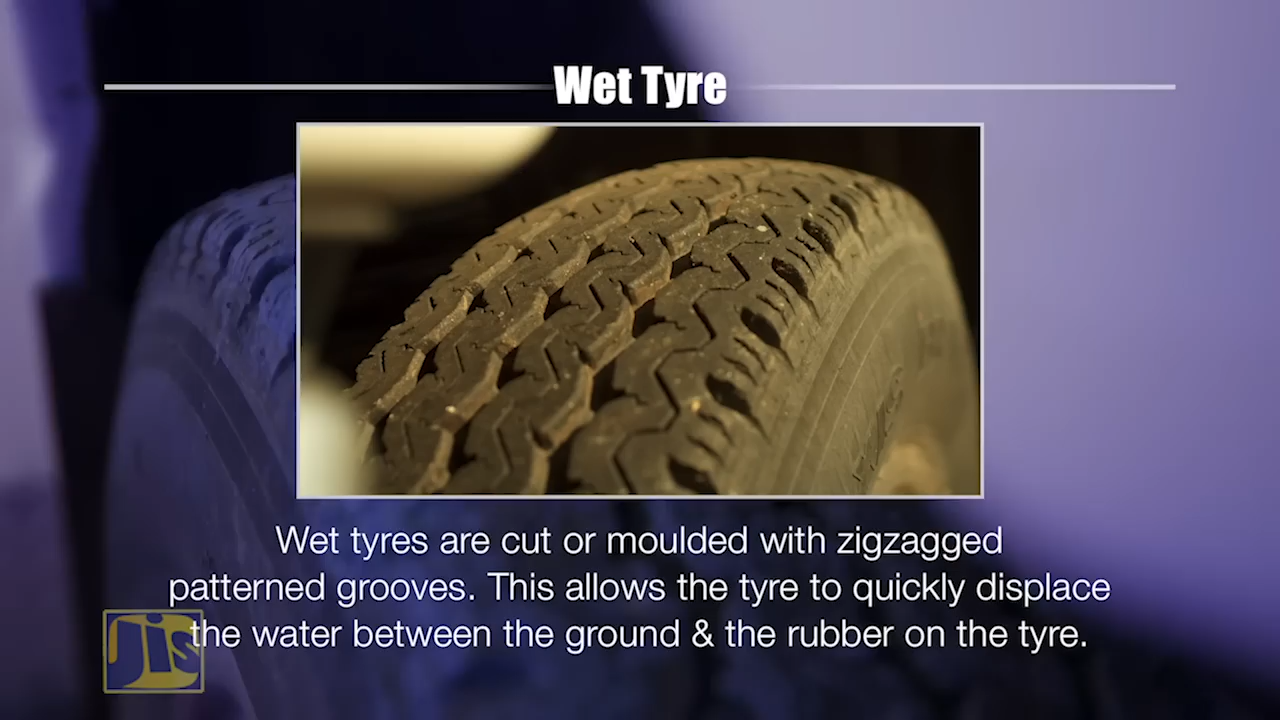 Wet Tyre
Wet tyres are cut or moulded with zigzagged
patterned grooves. This allows the tyre to quickly displace
the water between the ground & the rubber on the tyre.
JIS